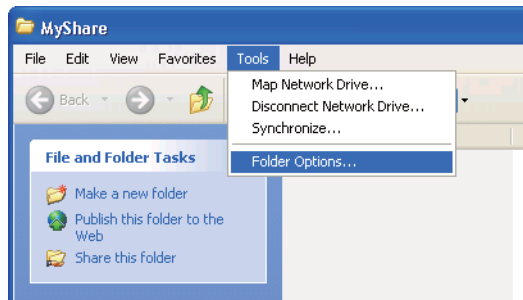 MyShare
File Edit View Favorites Tools Help
Back
Map Network Drive...
Disconnect Network Drive...
Synchronize...
Folder Options...
File and Folder Tasks
Make a new folder
Publish this folder to the
Web
Share this folder